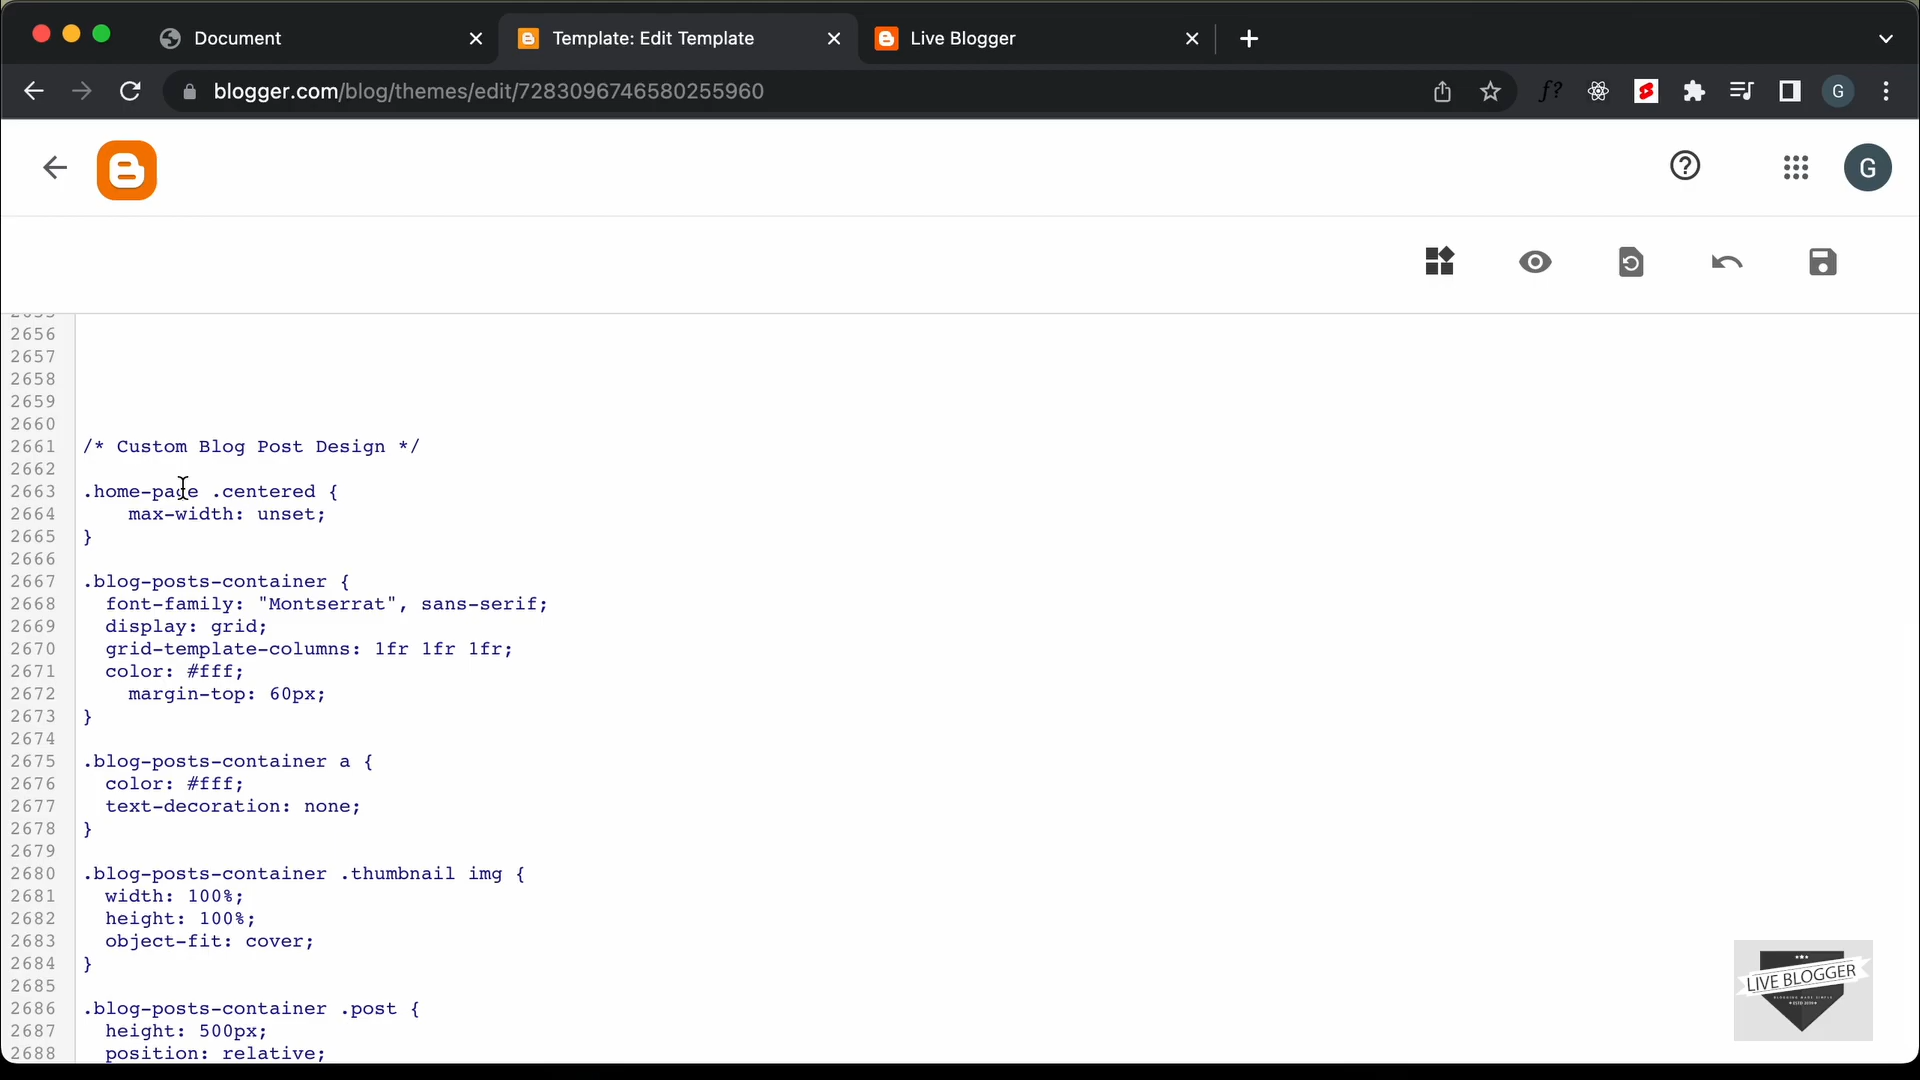 Document
Template: Edit Template
Live Blogger
blogger.com/blog/themes/edit/7283096746580255960
f?
G
G
2656
2657
2658
2659
2660
2661 /* Custom Blog Post Design */
2662
2663 .home-page .centered {
2664 max-width: unset;
2665 }
2666
2667 .blog-posts-container {
2668 font-family: "Montserrat", sans-serif;
2669 display: grid;
2670 grid-template-columns: 1fr 1fr 1fr;
2671 color: #fff;
2672 margin-top: 60px;
2673 }
2674
2675 .blog-posts-container a {
2676 color: #fff;
2677 text-decoration: none;
2678 }
2679
2680 .blog-posts-container .thumbnail img {
2681 width: 100%;
2682 height: 100%;
2683 object-fit: cover;
2684 }
2685
2686 .blog-posts-container .post {
2687 height: 500px;
2688 position: relative;
LIVE BLOGGER
BLOGGING MADE SIMPLE